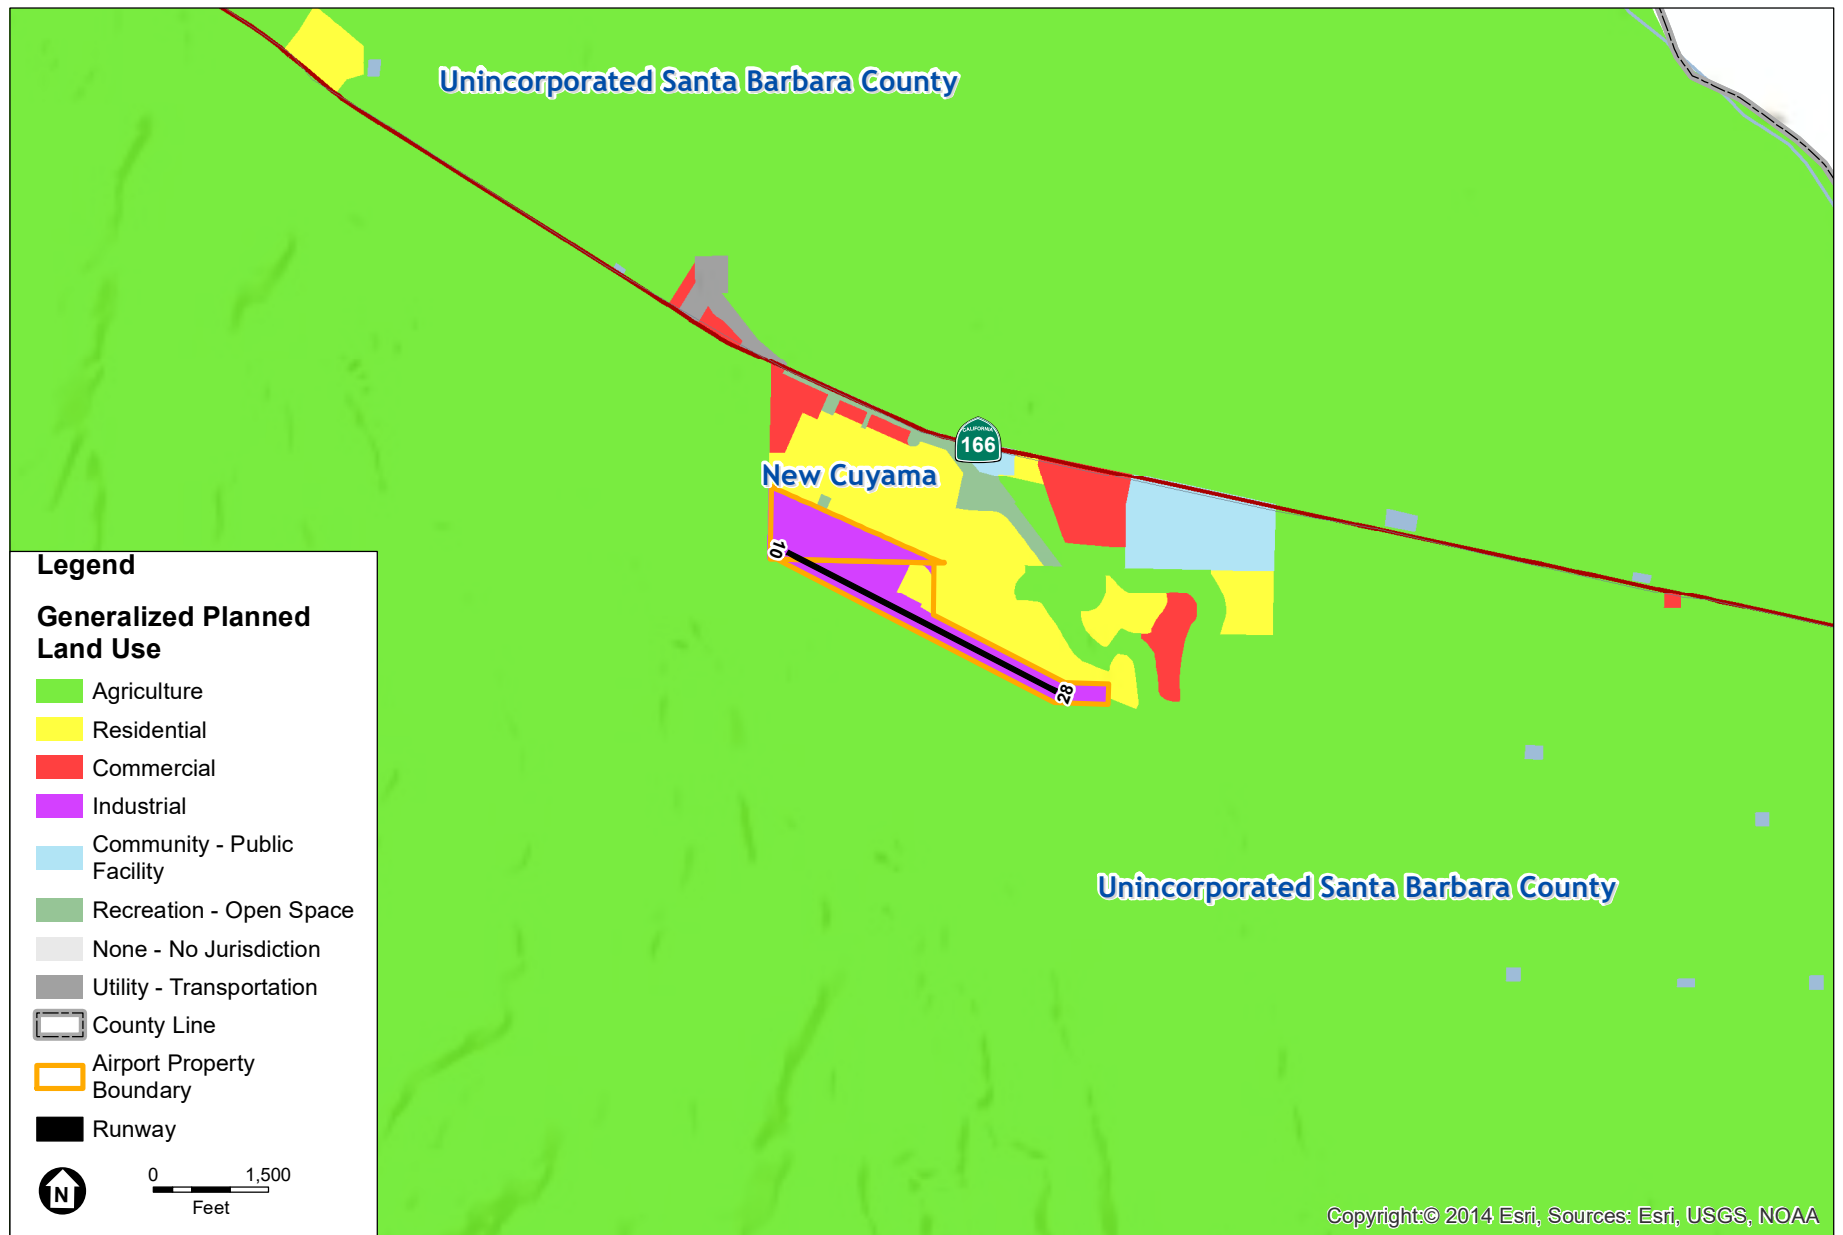 Unincorporated Santa Barbara County
CALIFORNIA
166
New Cuyama
10
28
Unincorporated Santa Barbara County
Legend
Generalized Planned
Land Use
Agriculture
Residential
Commercial
Industrial
Community - Public
Facility
Recreation - Open Space
None - No Jurisdiction
Utility - Transportation
County Line
Airport Property
Boundary
Runway
N
0 1,500
Feet
Copyright:© 2014 Esri, Sources: Esri, USGS, NOAA